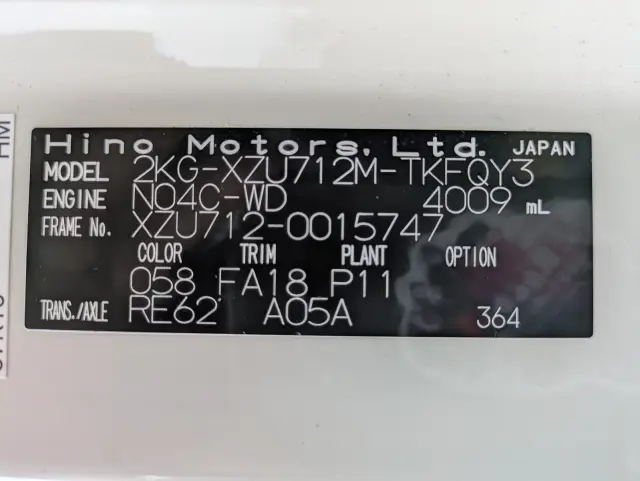 Hino Motors, Ltd. JAPAN
MODEL 2KG-XZU712M-TKFQY3
ENGINE N04C-WD 4009 mL
FRAME No. XZU712-0015747
COLOR TRIM PLANT OPTION
058 FA18 P11
TRANS./AXLE RE62 A05A 364
HM